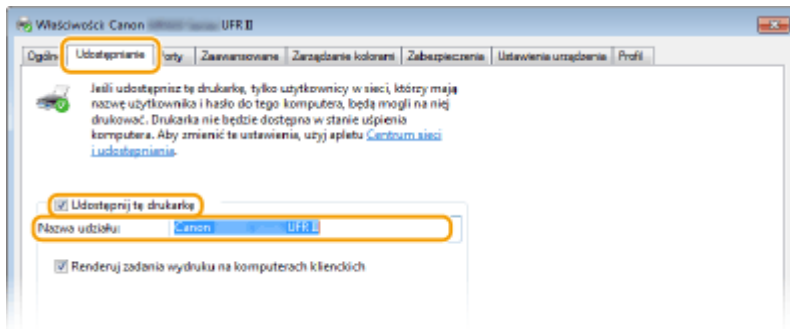 Właściwości: Canon UFR II
Ogólne Udostępnianie Porty Zaawansowane Zarządzanie kolorami Zabezpieczenia Ustawienia urządzenia Profil
Jeśli udostępnisz tę drukarkę, tylko użytkownicy w sieci, którzy mają
nazwę użytkownika i hasło do tego komputera, będą mogli na niej
drukować. Drukarka nie będzie dostępna w stanie uśpienia
komputera. Aby zmienić te ustawienia, użyj apletu Centrum sieci
i udostępniania.
Udostępnij tę drukarkę
Nazwa udziału: Canon UFR II
Renderuj zadania wydruku na komputerach klienckich